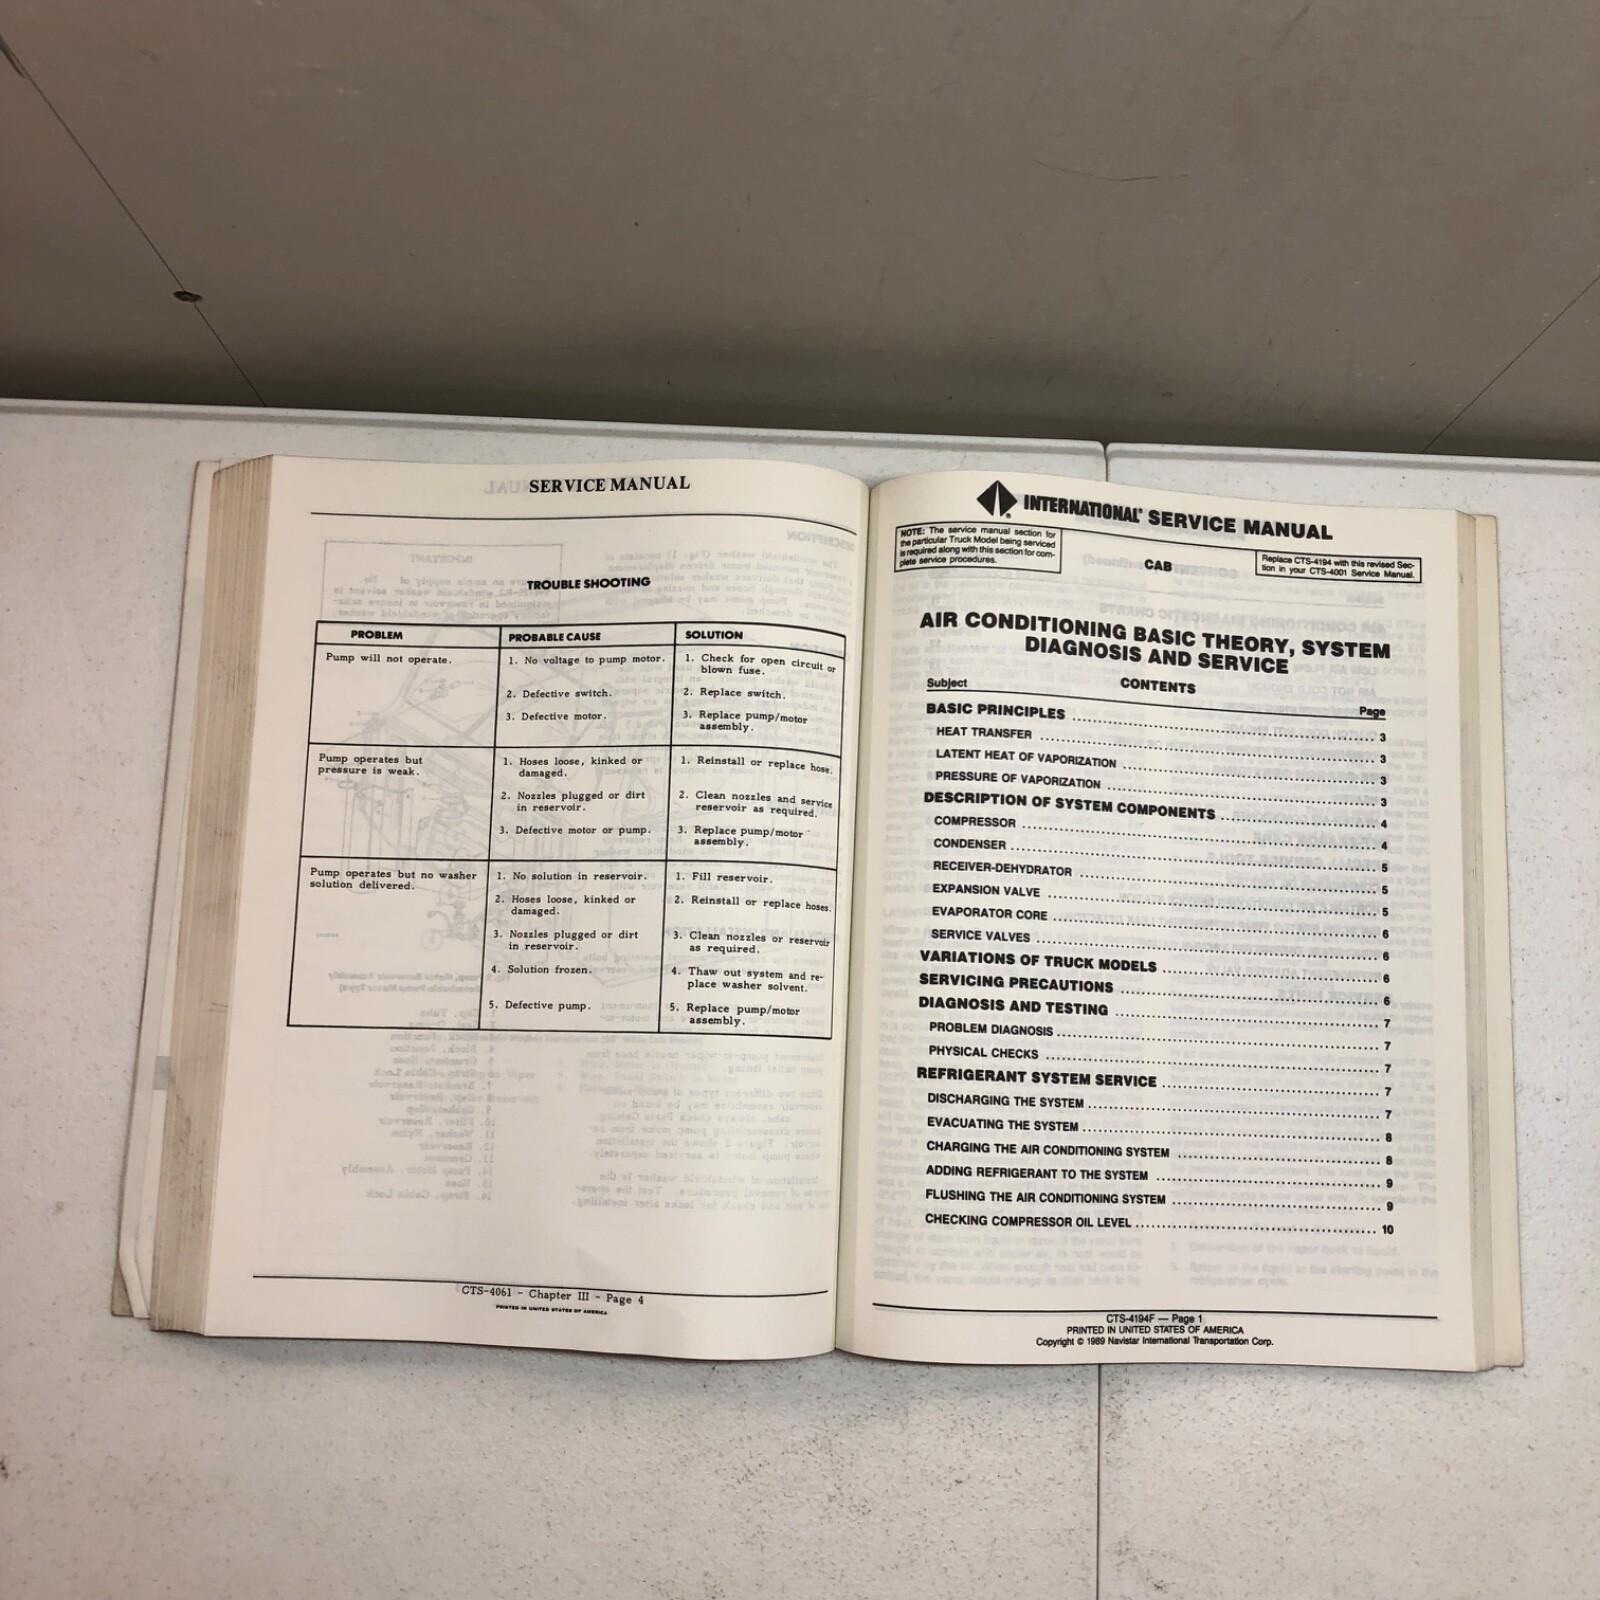 SERVICE MANUAL
TROUBLE SHOOTING
PROBLEM
PROBABLE CAUSE
SOLUTION
Pump will not operate.
1. No voltage to pump motor.
1. Check for open circuit or
blown fuse.
2. Defective switch.
2. Replace switch.
3. Defective motor.
3. Replace pump/motor
assembly.
Pump operates but
pressure is weak.
1. Hoses loose, kinked or
damaged.
1. Reinstall or replace hose.
2. Nozzles plugged or dirt
in reservoir.
2. Clean nozzles and service
reservoir as required.
3. Defective motor or pump.
3. Replace pump/motor
assembly.
Pump operates but no washer
solution delivered.
1. No solution in reservoir.
1. Fill reservoir.
2. Hoses loose, kinked or
damaged.
2. Reinstall or replace hoses.
3. Nozzles plugged or dirt
in reservoir.
3. Clean nozzles or reservoir
as required.
4. Solution frozen.
4. Thaw out system and re-
place washer solvent.
5. Defective pump.
5. Replace pump/motor
assembly.
CTS-4061 - Chapter III - Page 4
PRINTED IN UNITED STATES OF AMERICA
INTERNATIONAL® SERVICE MANUAL
NOTE: The service manual section for
the particular Truck Model being serviced
is required along with this section for com-
plete service procedures.
CAB
Replace CTS-4194 with this revised Sec-
tion in your CTS-4001 Service Manual.
AIR CONDITIONING BASIC THEORY, SYSTEM
DIAGNOSIS AND SERVICE
CONTENTS
Subject Page
BASIC PRINCIPLES ........ 3
HEAT TRANSFER ........ 3
LATENT HEAT OF VAPORIZATION ........ 3
PRESSURE OF VAPORIZATION ........ 3
DESCRIPTION OF SYSTEM COMPONENTS ........ 4
COMPRESSOR ........ 4
CONDENSER ........ 5
RECEIVER-DEHYDRATOR ........ 5
EXPANSION VALVE ........ 5
EVAPORATOR CORE ........ 6
SERVICE VALVES ........ 6
VARIATIONS OF TRUCK MODELS ........ 6
SERVICING PRECAUTIONS ........ 6
DIAGNOSIS AND TESTING ........ 7
PROBLEM DIAGNOSIS ........ 7
PHYSICAL CHECKS ........ 7
REFRIGERANT SYSTEM SERVICE ........ 7
DISCHARGING THE SYSTEM ........ 7
EVACUATING THE SYSTEM ........ 8
CHARGING THE AIR CONDITIONING SYSTEM ........ 8
ADDING REFRIGERANT TO THE SYSTEM ........ 9
FLUSHING THE AIR CONDITIONING SYSTEM ........ 9
CHECKING COMPRESSOR OIL LEVEL ........ 10
CTS-4194F — Page 1
PRINTED IN UNITED STATES OF AMERICA
Copyright © 1989 Navistar International Transportation Corp.